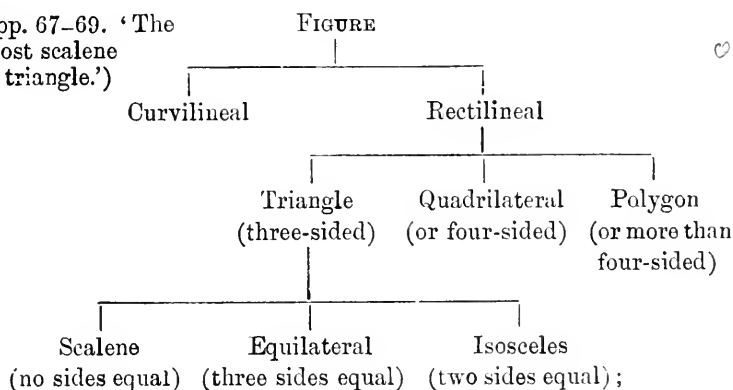 pp. 67–69. ‘The
ost scalene
triangle.’)
FIGURE
Curvilineal Rectilineal
Triangle Quadrilateral Polygon
(three-sided) (or four-sided) (or more than
four-sided)
Scalene Equilateral Isosceles
(no sides equal) (three sides equal) (two sides equal);